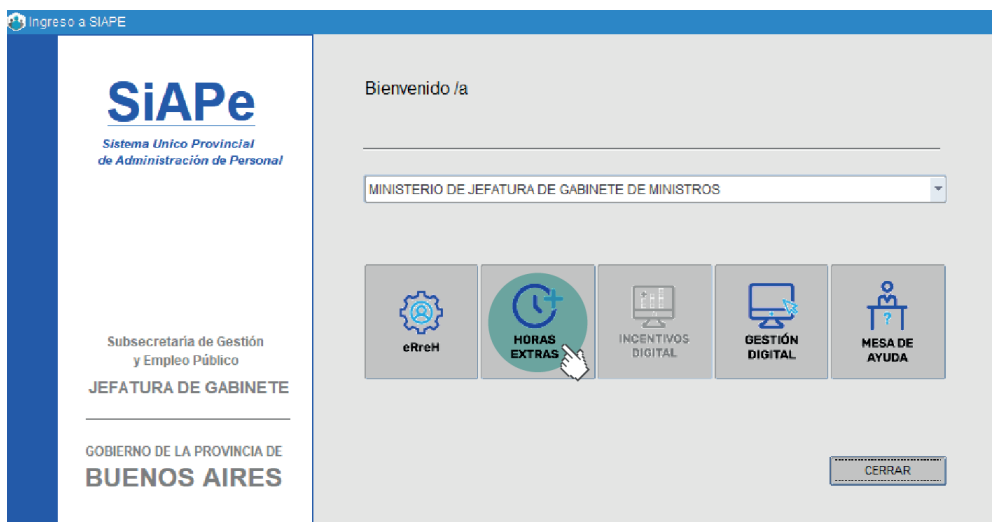 Ingreso a SIAPE
SiAPe
Sistema Unico Provincial
de Administración de Personal
Subsecretaria de Gestión
y Empleo Público
JEFATURA DE GABINETE
GOBIERNO DE LA PROVINCIA DE
BUENOS AIRES
Bienvenido /a
MINISTERIO DE JEFATURA DE GABINETE DE MINISTROS
eRreH
HORAS
EXTRAS
INCENTIVOS
DIGITAL
GESTIÓN
DIGITAL
?
MESA DE
AYUDA
CERRAR